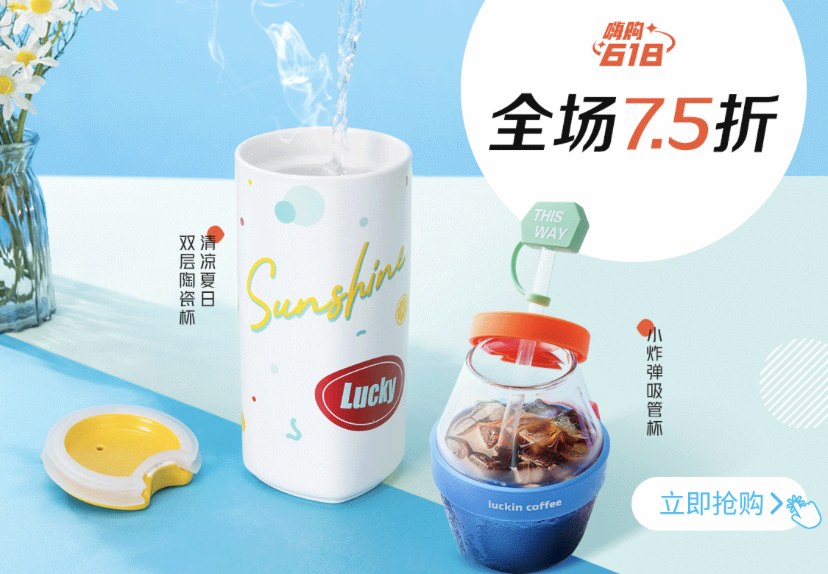 嗨购
618
全场7.5折
清凉夏日
双层陶瓷杯
Sunshine
Lucky
THIS
WAY
小炸弹吸管杯
luckin coffee
立即抢购